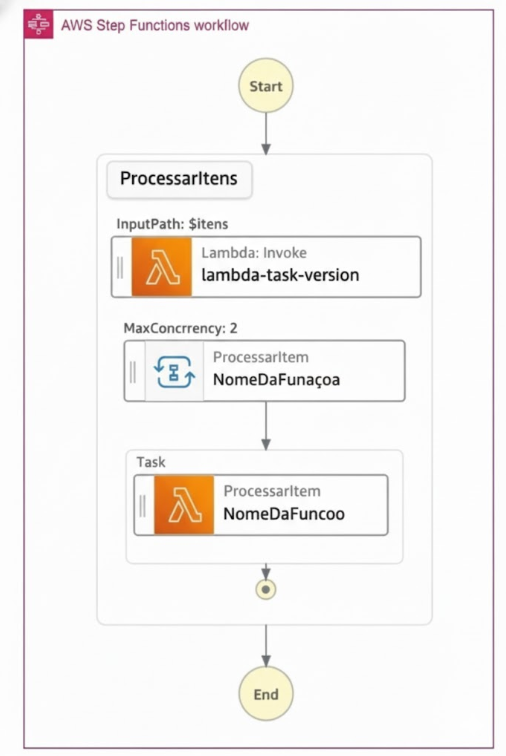 AWS Step Functions workflow
Start
ProcessarItens
InputPath: $itens
Lambda: Invoke
lambda-task-version
MaxConcrrency: 2
ProcessarItem
NomeDaFunaçoa
Task
ProcessarItem
NomeDaFuncoo
End